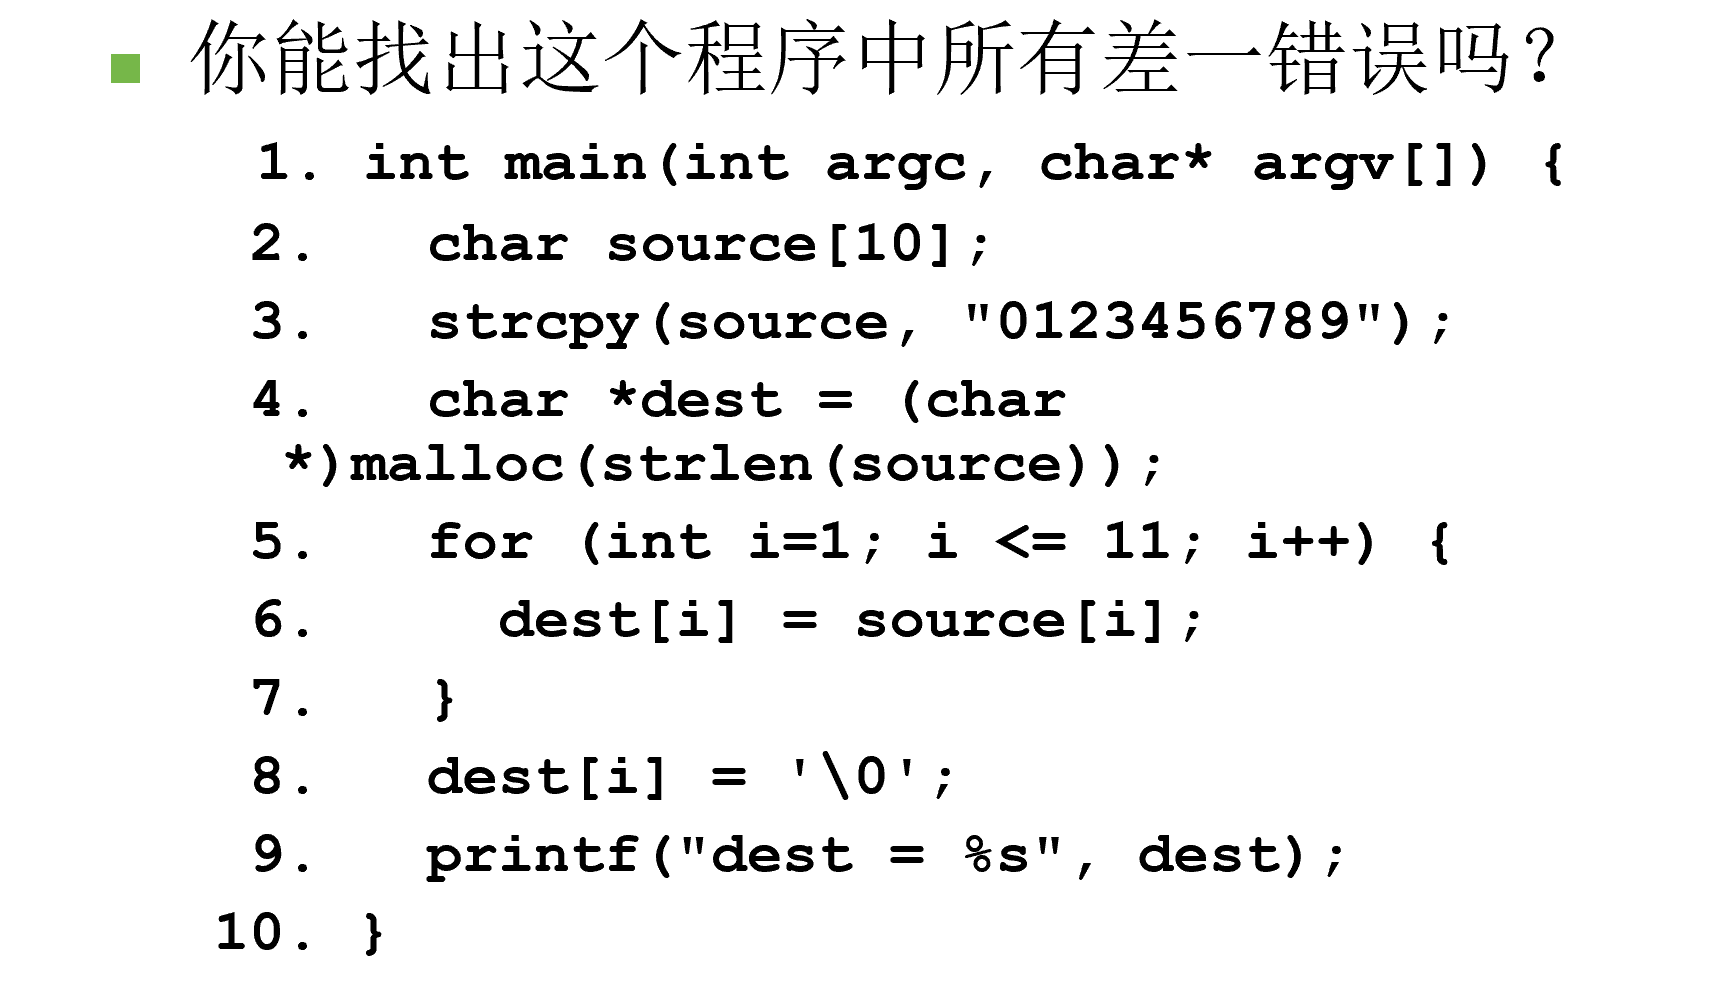 你能找出这个程序中所有差一错误吗？
1. int main(int argc, char* argv[]) {
2. char source[10];
3. strcpy(source, "0123456789");
4. char *dest = (char
*)malloc(strlen(source));
5. for (int i=1; i <= 11; i++) {
6. dest[i] = source[i];
7. }
8. dest[i] = '\0';
9. printf("dest = %s", dest);
10. }